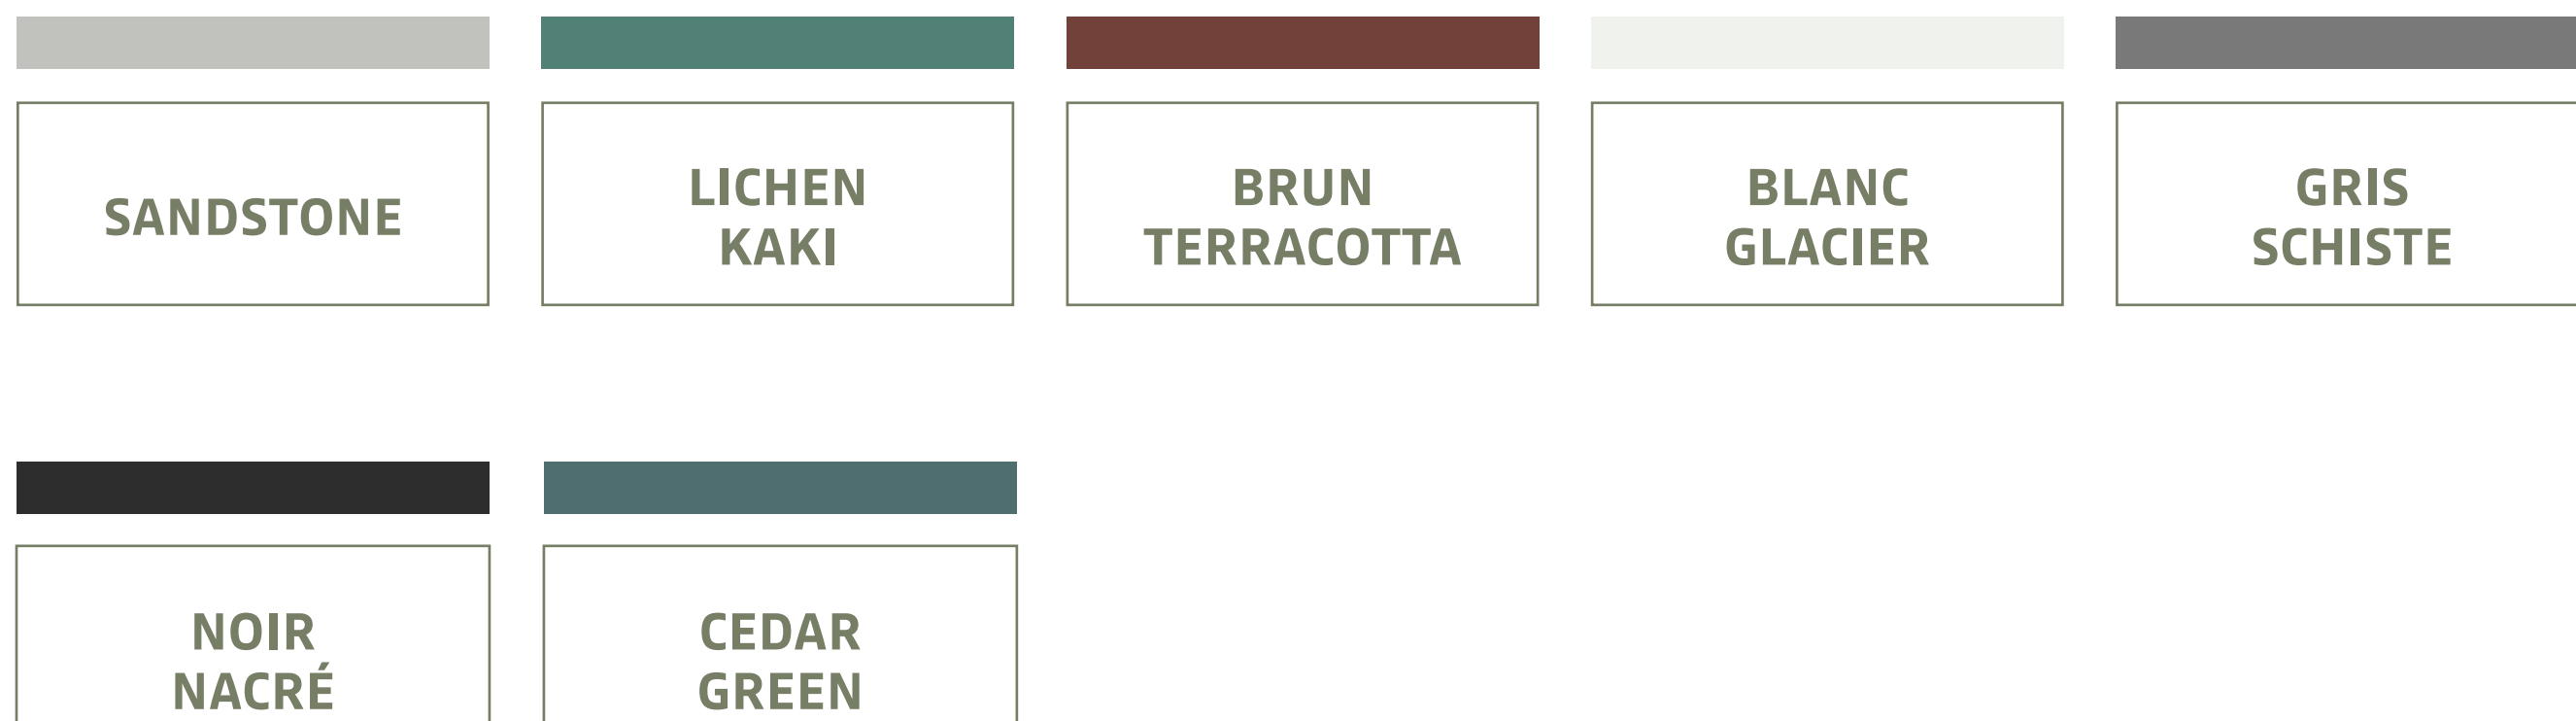 SANDSTONE
LICHEN
KAKI
BRUN
TERRACOTTA
BLANC
GLACIER
GRIS
SCHISTE
NOIR
NACRÉ
CEDAR
GREEN